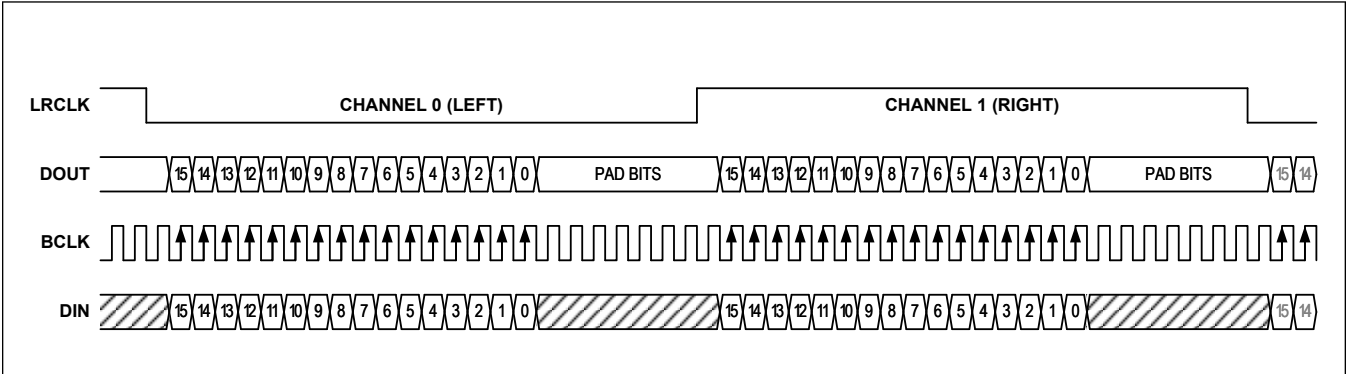 LRCLK CHANNEL 0 (LEFT) CHANNEL 1 (RIGHT)
DOUT 15 14 13 12 11 10 9 8 7 6 5 4 3 2 1 0 PAD BITS 15 14 13 12 11 10 9 8 7 6 5 4 3 2 1 0 PAD BITS 15 14
BCLK
DIN 15 14 13 12 11 10 9 8 7 6 5 4 3 2 1 0 15 14 13 12 11 10 9 8 7 6 5 4 3 2 1 0 15 14